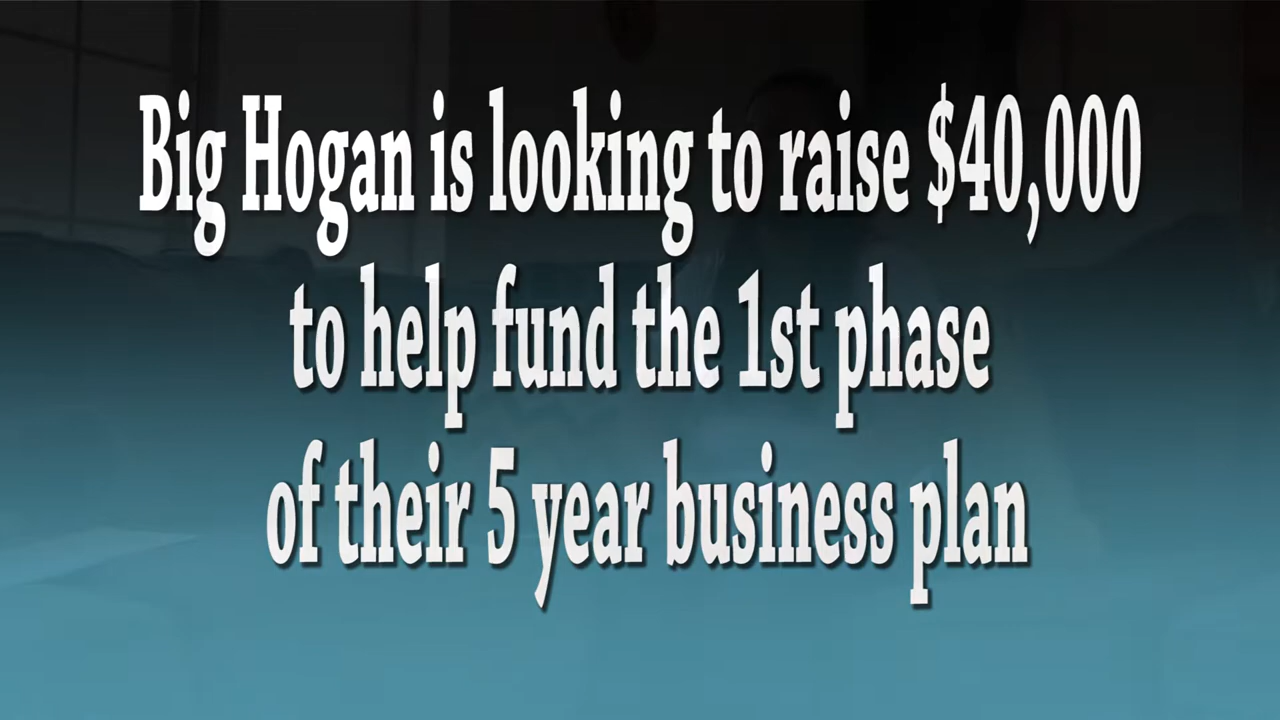 Big Hogan is looking to raise $40,000
to help fund the 1st phase
of their 5 year business plan